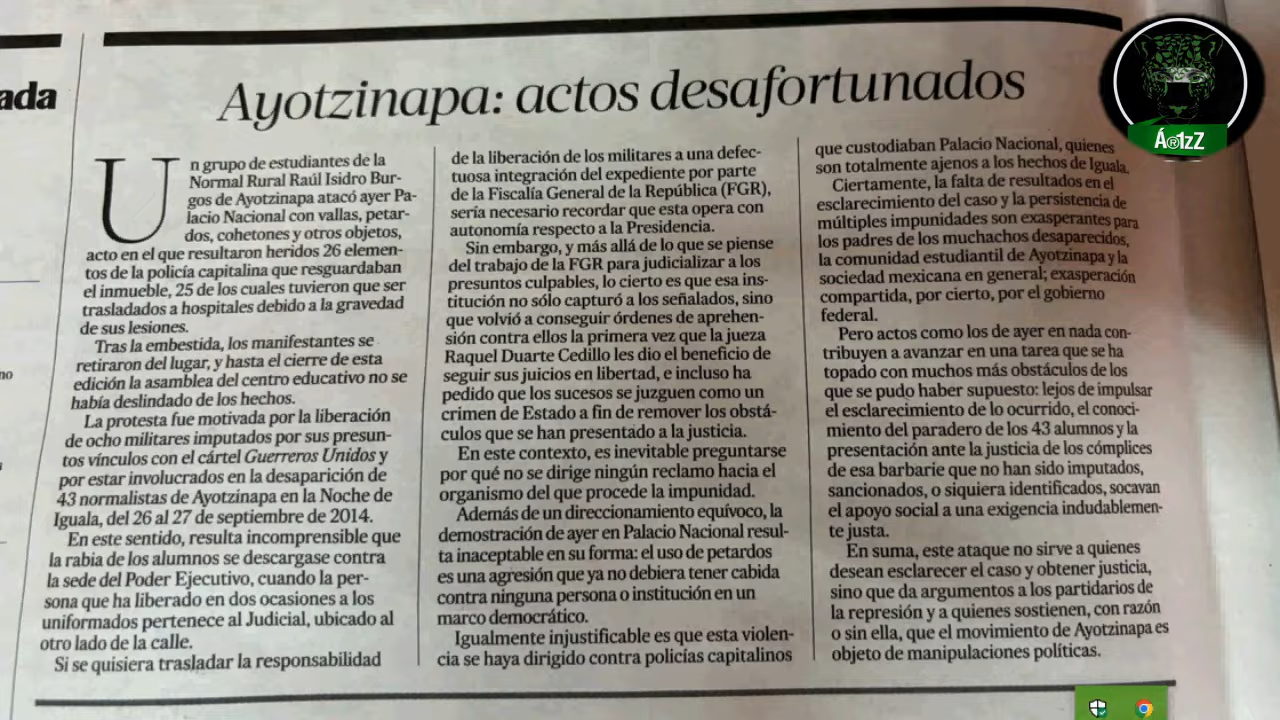 ada
Ayotzinapa: actos desafortunados
Un grupo de estudiantes de la
Normal Rural Raúl Isidro Bur-
gos de Ayotzinapa atacó ayer Pa-
lacio Nacional con vallas, petar-
dos, cohetones y otros objetos,
acto en el que resultaron heridos 26 elemen-
tos de la policía capitalina que resguardaban
el inmueble, 25 de los cuales tuvieron que ser
trasladados a hospitales debido a la gravedad
de sus lesiones.
Tras la embestida, los manifestantes se
retiraron del lugar, y hasta el cierre de esta
edición la asamblea del centro educativo no se
había deslindado de los hechos.
La protesta fue motivada por la liberación
de ocho militares imputados por sus presun-
tos vínculos con el cártel Guerreros Unidos y
por estar involucrados en la desaparición de
43 normalistas de Ayotzinapa en la Noche de
Iguala, del 26 al 27 de septiembre de 2014.
En este sentido, resulta incomprensible que
la rabia de los alumnos se descargase contra
la sede del Poder Ejecutivo, cuando la per-
sona que ha liberado en dos ocasiones a los
uniformados pertenece al Judicial, ubicado al
otro lado de la calle.
Si se quisiera trasladar la responsabilidad
de la liberación de los militares a una defec-
tuosa integración del expediente por parte
de la Fiscalía General de la República (FGR),
sería necesario recordar que esta opera con
autonomía respecto a la Presidencia.
Sin embargo, y más allá de lo que se piense
del trabajo de la FGR para judicializar a los
presuntos culpables, lo cierto es que esa ins-
titución no sólo capturó a los señalados, sino
que volvió a conseguir órdenes de aprehen-
sión contra ellos la primera vez que la jueza
Raquel Duarte Cedillo les dio el beneficio de
seguir sus juicios en libertad, e incluso ha
pedido que los sucesos se juzguen como un
crimen de Estado a fin de remover los obstá-
culos que se han presentado a la justicia.
En este contexto, es inevitable preguntarse
por qué no se dirige ningún reclamo hacia el
organismo del que procede la impunidad.
Además de un direccionamiento equívoco, la
demostración de ayer en Palacio Nacional resul-
ta inaceptable en su forma: el uso de petardos
es una agresión que ya no debiera tener cabida
contra ninguna persona o institución en un
marco democrático.
Igualmente injustificable es que esta violen-
cia se haya dirigido contra policías capitalinos
que custodiaban Palacio Nacional, quienes
son totalmente ajenos a los hechos de Iguala.
Ciertamente, la falta de resultados en el
esclarecimiento del caso y la persistencia de
múltiples impunidades son exasperantes para
los padres de los muchachos desaparecidos,
la comunidad estudiantil de Ayotzinapa y la
sociedad mexicana en general; exasperación
compartida, por cierto, por el gobierno
federal.
Pero actos como los de ayer en nada con-
tribuyen a avanzar en una tarea que se ha
topado con muchos más obstáculos de los
que se pudo haber supuesto: lejos de impulsar
el esclarecimiento de lo ocurrido, el conoci-
miento del paradero de los 43 alumnos y la
presentación ante la justicia de los cómplices
de esa barbarie que no han sido imputados,
sancionados, o siquiera identificados, socavan
el apoyo social a una exigencia indudablemen-
te justa.
En suma, este ataque no sirve a quienes
desean esclarecer el caso y obtener justicia,
sino que da argumentos a los partidarios de
la represión y a quienes sostienen, con razón
o sin ella, que el movimiento de Ayotzinapa es
objeto de manipulaciones políticas.
Á®1zZ